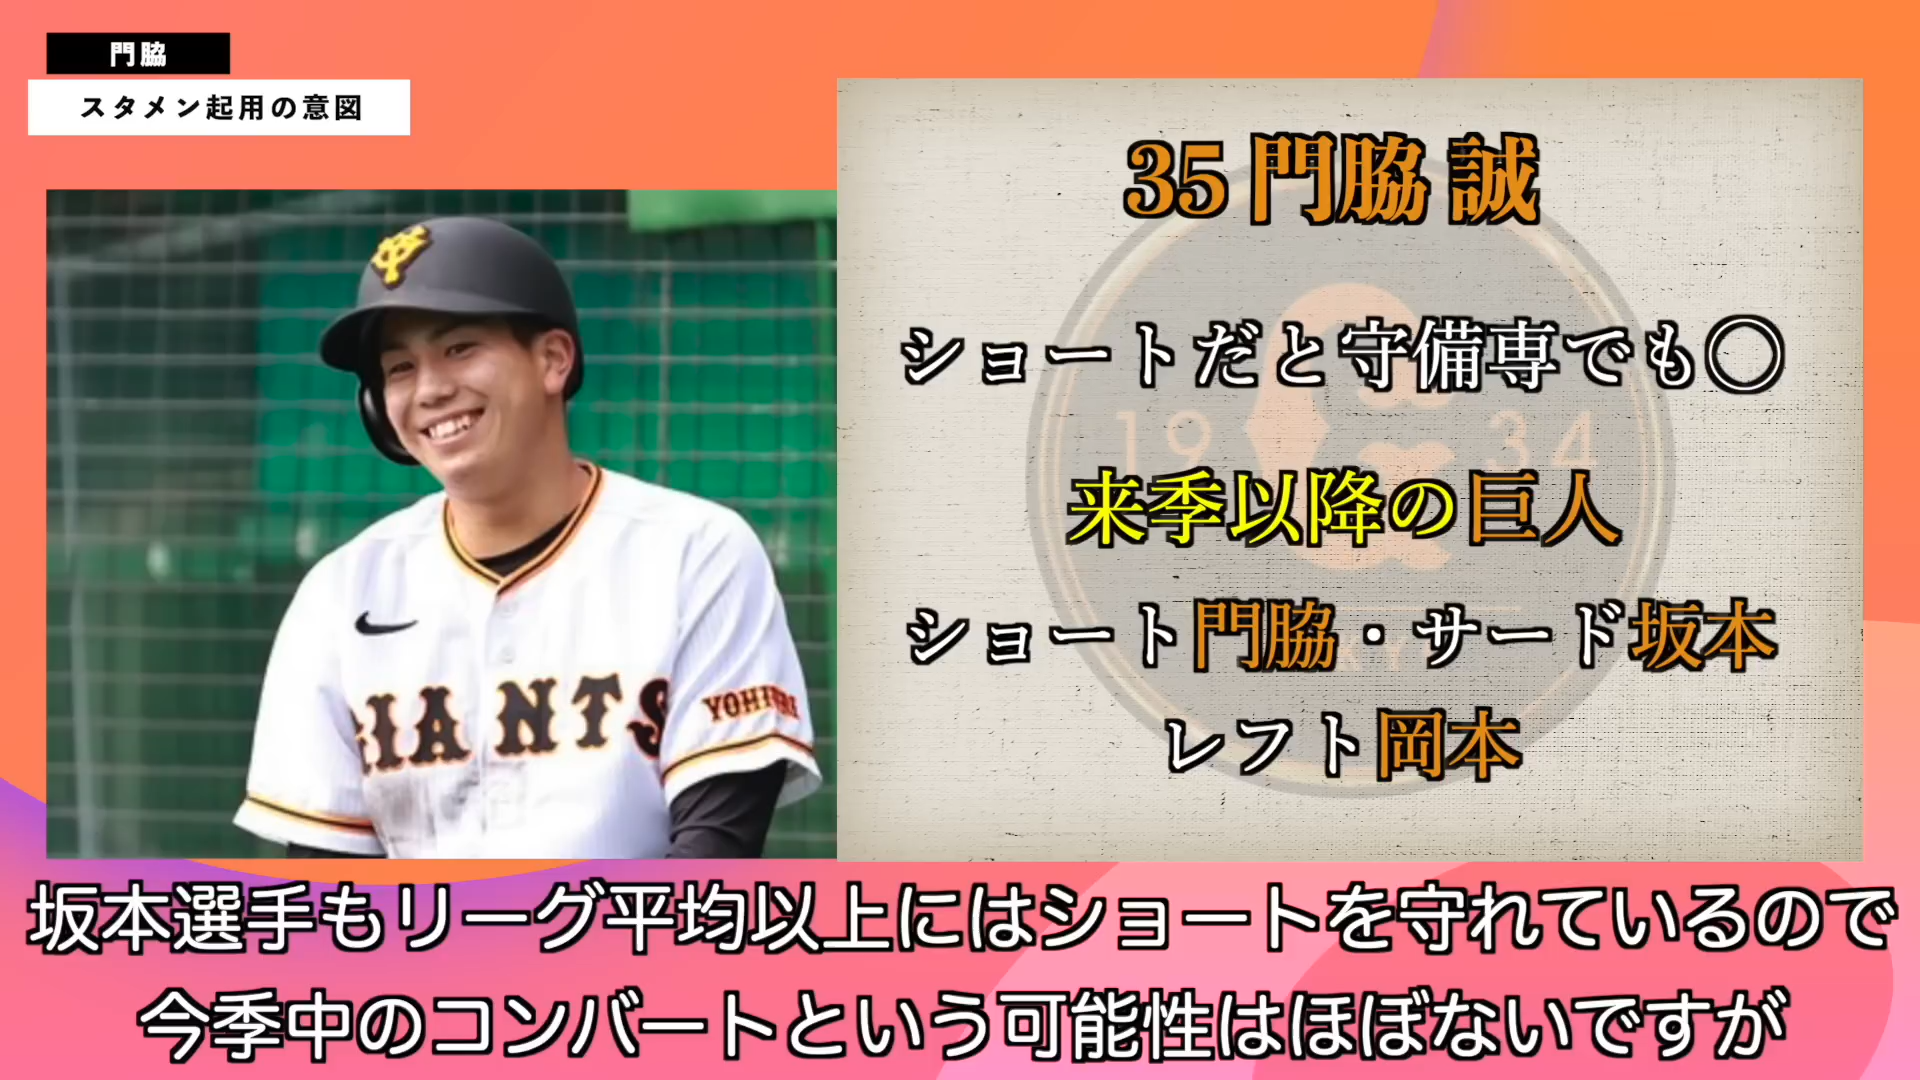 門脇
スタメン起用の意図
35 門脇 誠
ショートだと守備専でも◯
来季以降の巨人
ショート門脇・サード坂本
レフト岡本
19 34
GIANTS
YOMIURI
坂本選手もリーグ平均以上にはショートを守れているので
今季中のコンバートという可能性はほぼないですが